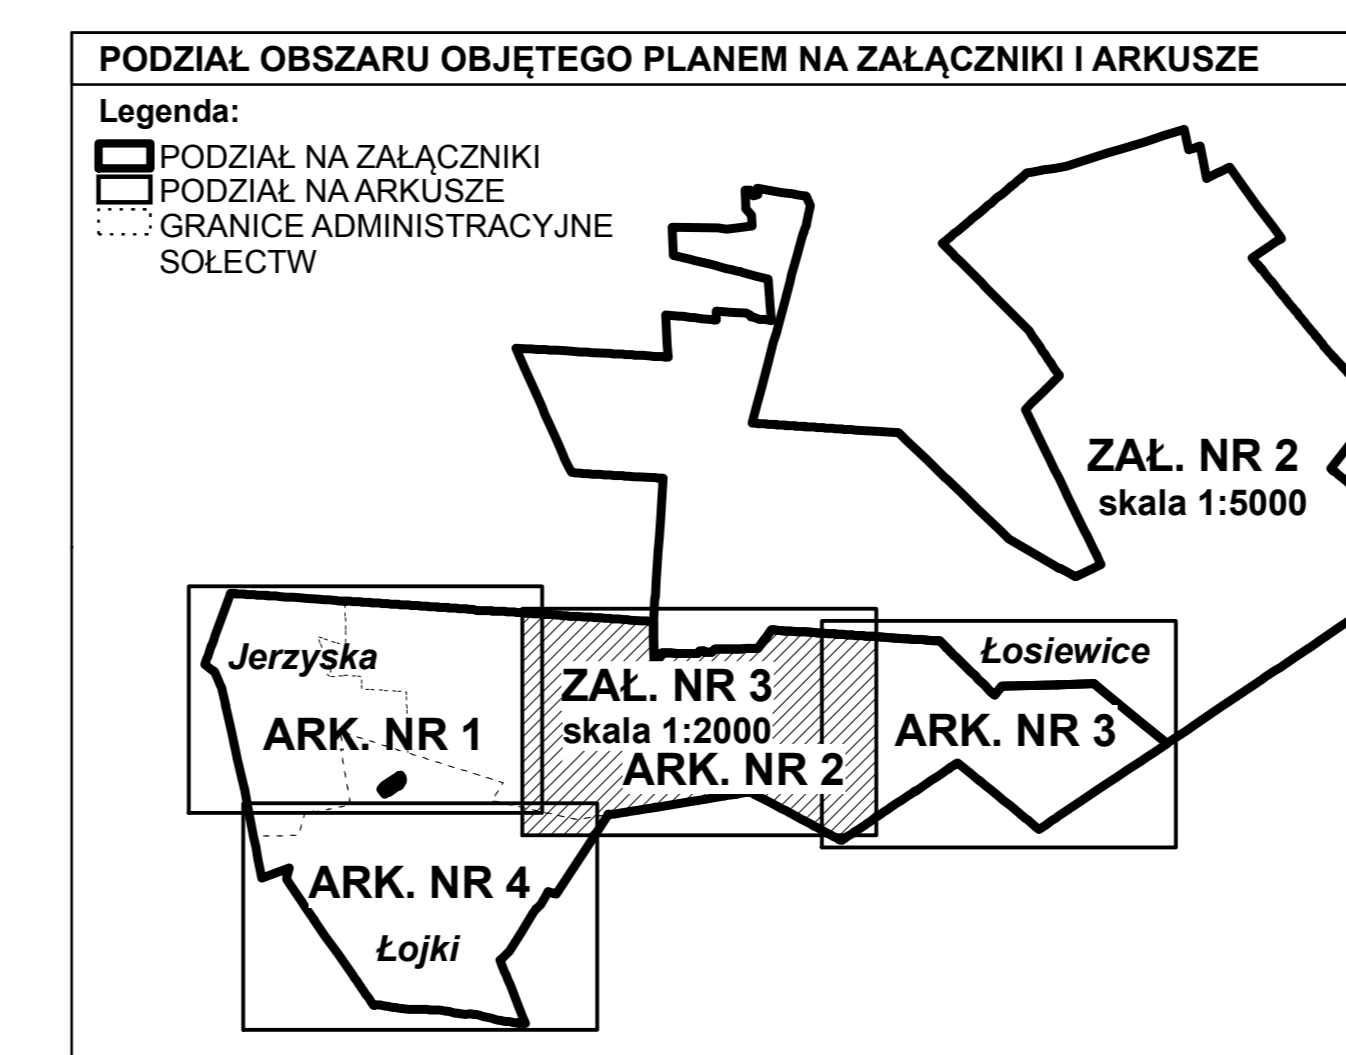 PODZIAŁ OBSZARU OBJĘTEGO PLANEM NA ZAŁĄCZNIKI I ARKUSZE
Legenda:
PODZIAŁ NA ZAŁĄCZNIKI
PODZIAŁ NA ARKUSZE
GRANICE ADMINISTRACYJNE
SOŁECTW
ZAŁ. NR 2
skala 1:5000
Jerzyska
Łosiewice
ZAŁ. NR 3
skala 1:2000
ARK. NR 1
ARK. NR 2
ARK. NR 3
ARK. NR 4
Łojki